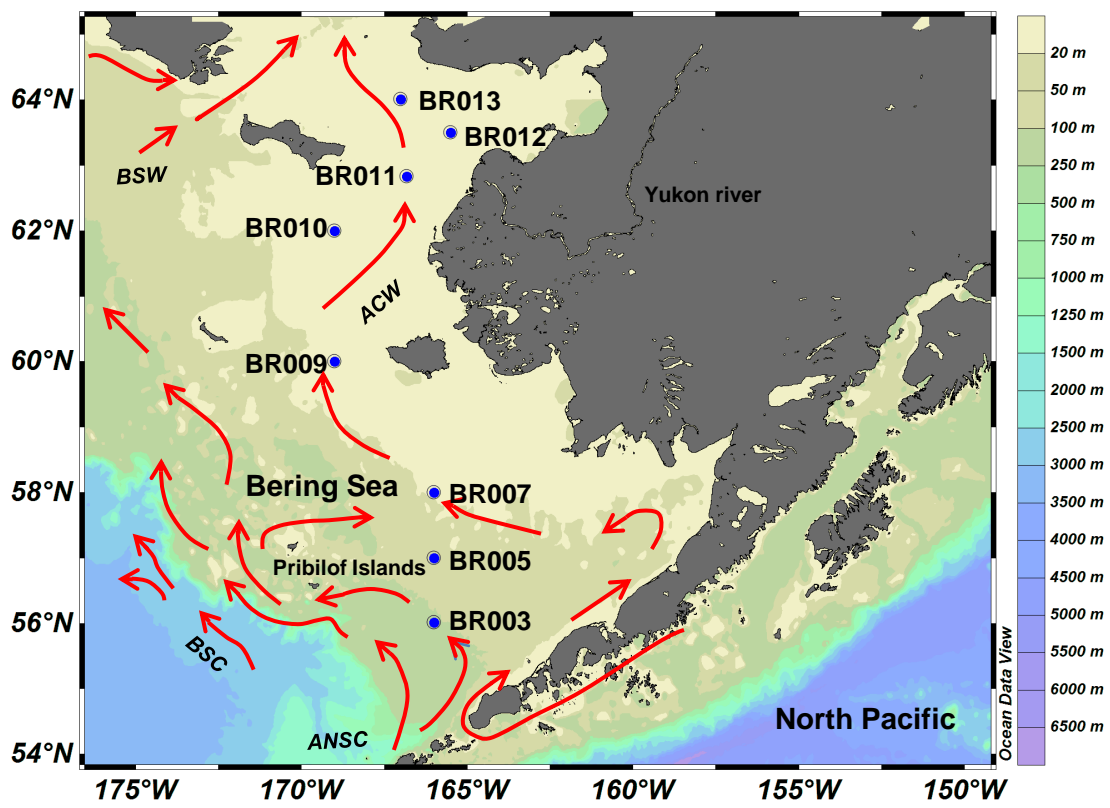 64°N
62°N
60°N
58°N
56°N
54°N
BR013
BR012
BSW
BR011
Yukon river
BR010
ACW
BR009
Bering Sea
BR007
Pribilof Islands
BR005
BR003
BSC
ANSC
North Pacific
175°W
170°W
165°W
160°W
155°W
150°W
Ocean Data View
20 m
50 m
100 m
250 m
500 m
750 m
1000 m
1250 m
1500 m
2000 m
2500 m
3000 m
3500 m
4000 m
4500 m
5000 m
5500 m
6000 m
6500 m